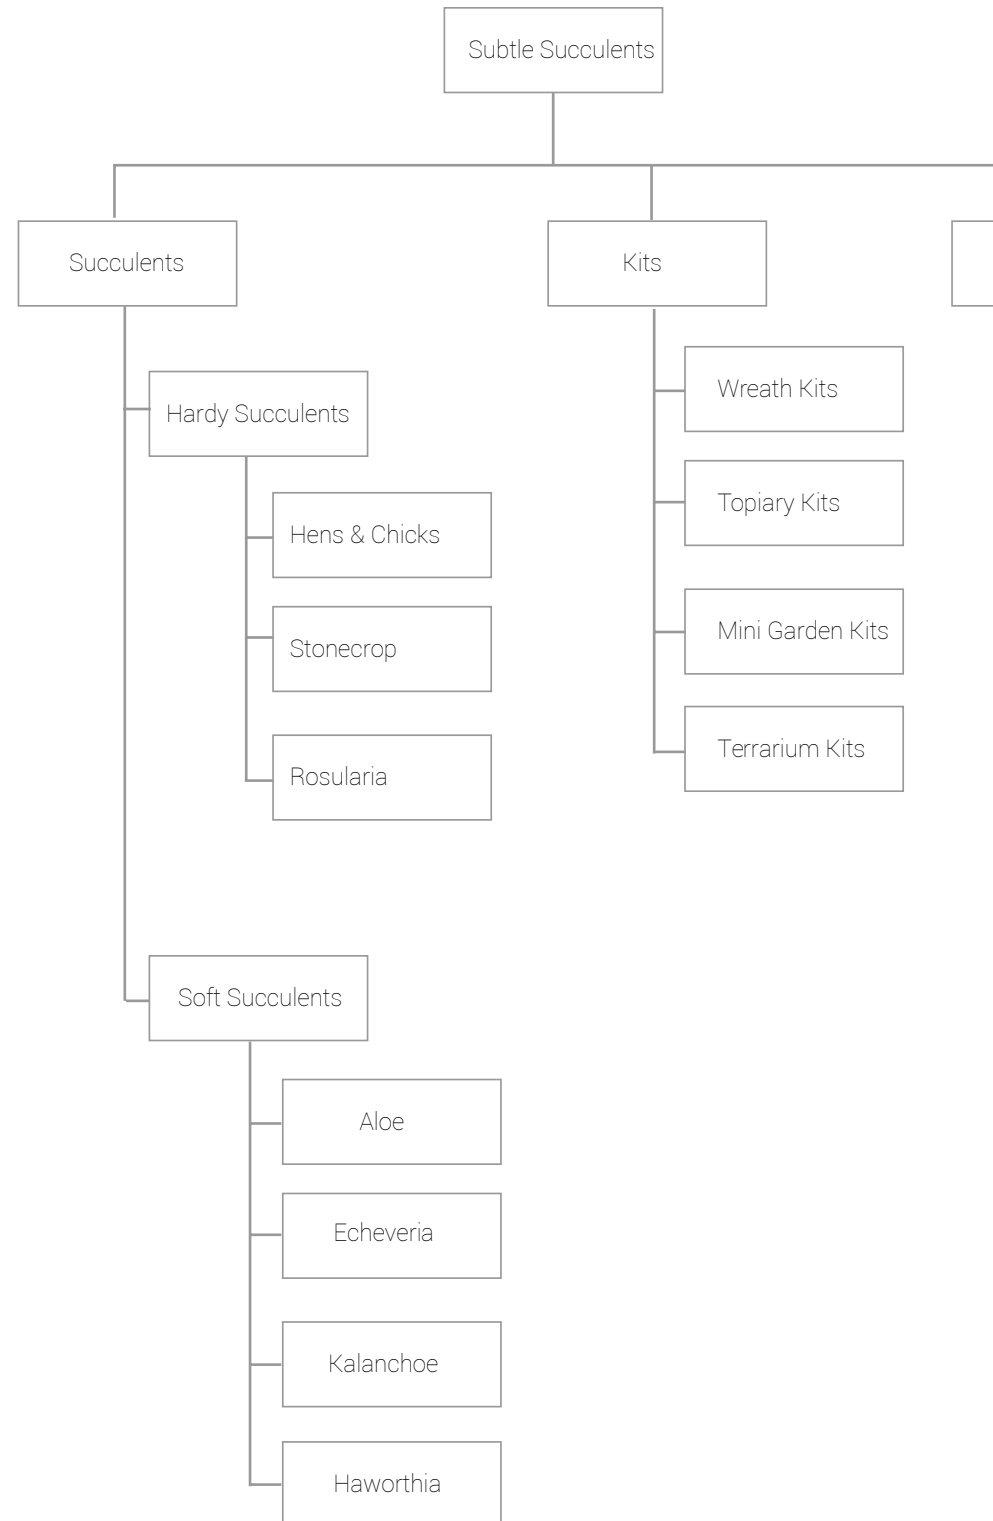 Subtle Succulents
Succulents
Kits
Hardy Succulents
Hens & Chicks
Stonecrop
Rosularia
Wreath Kits
Topiary Kits
Mini Garden Kits
Terrarium Kits
Soft Succulents
Aloe
Echeveria
Kalanchoe
Haworthia